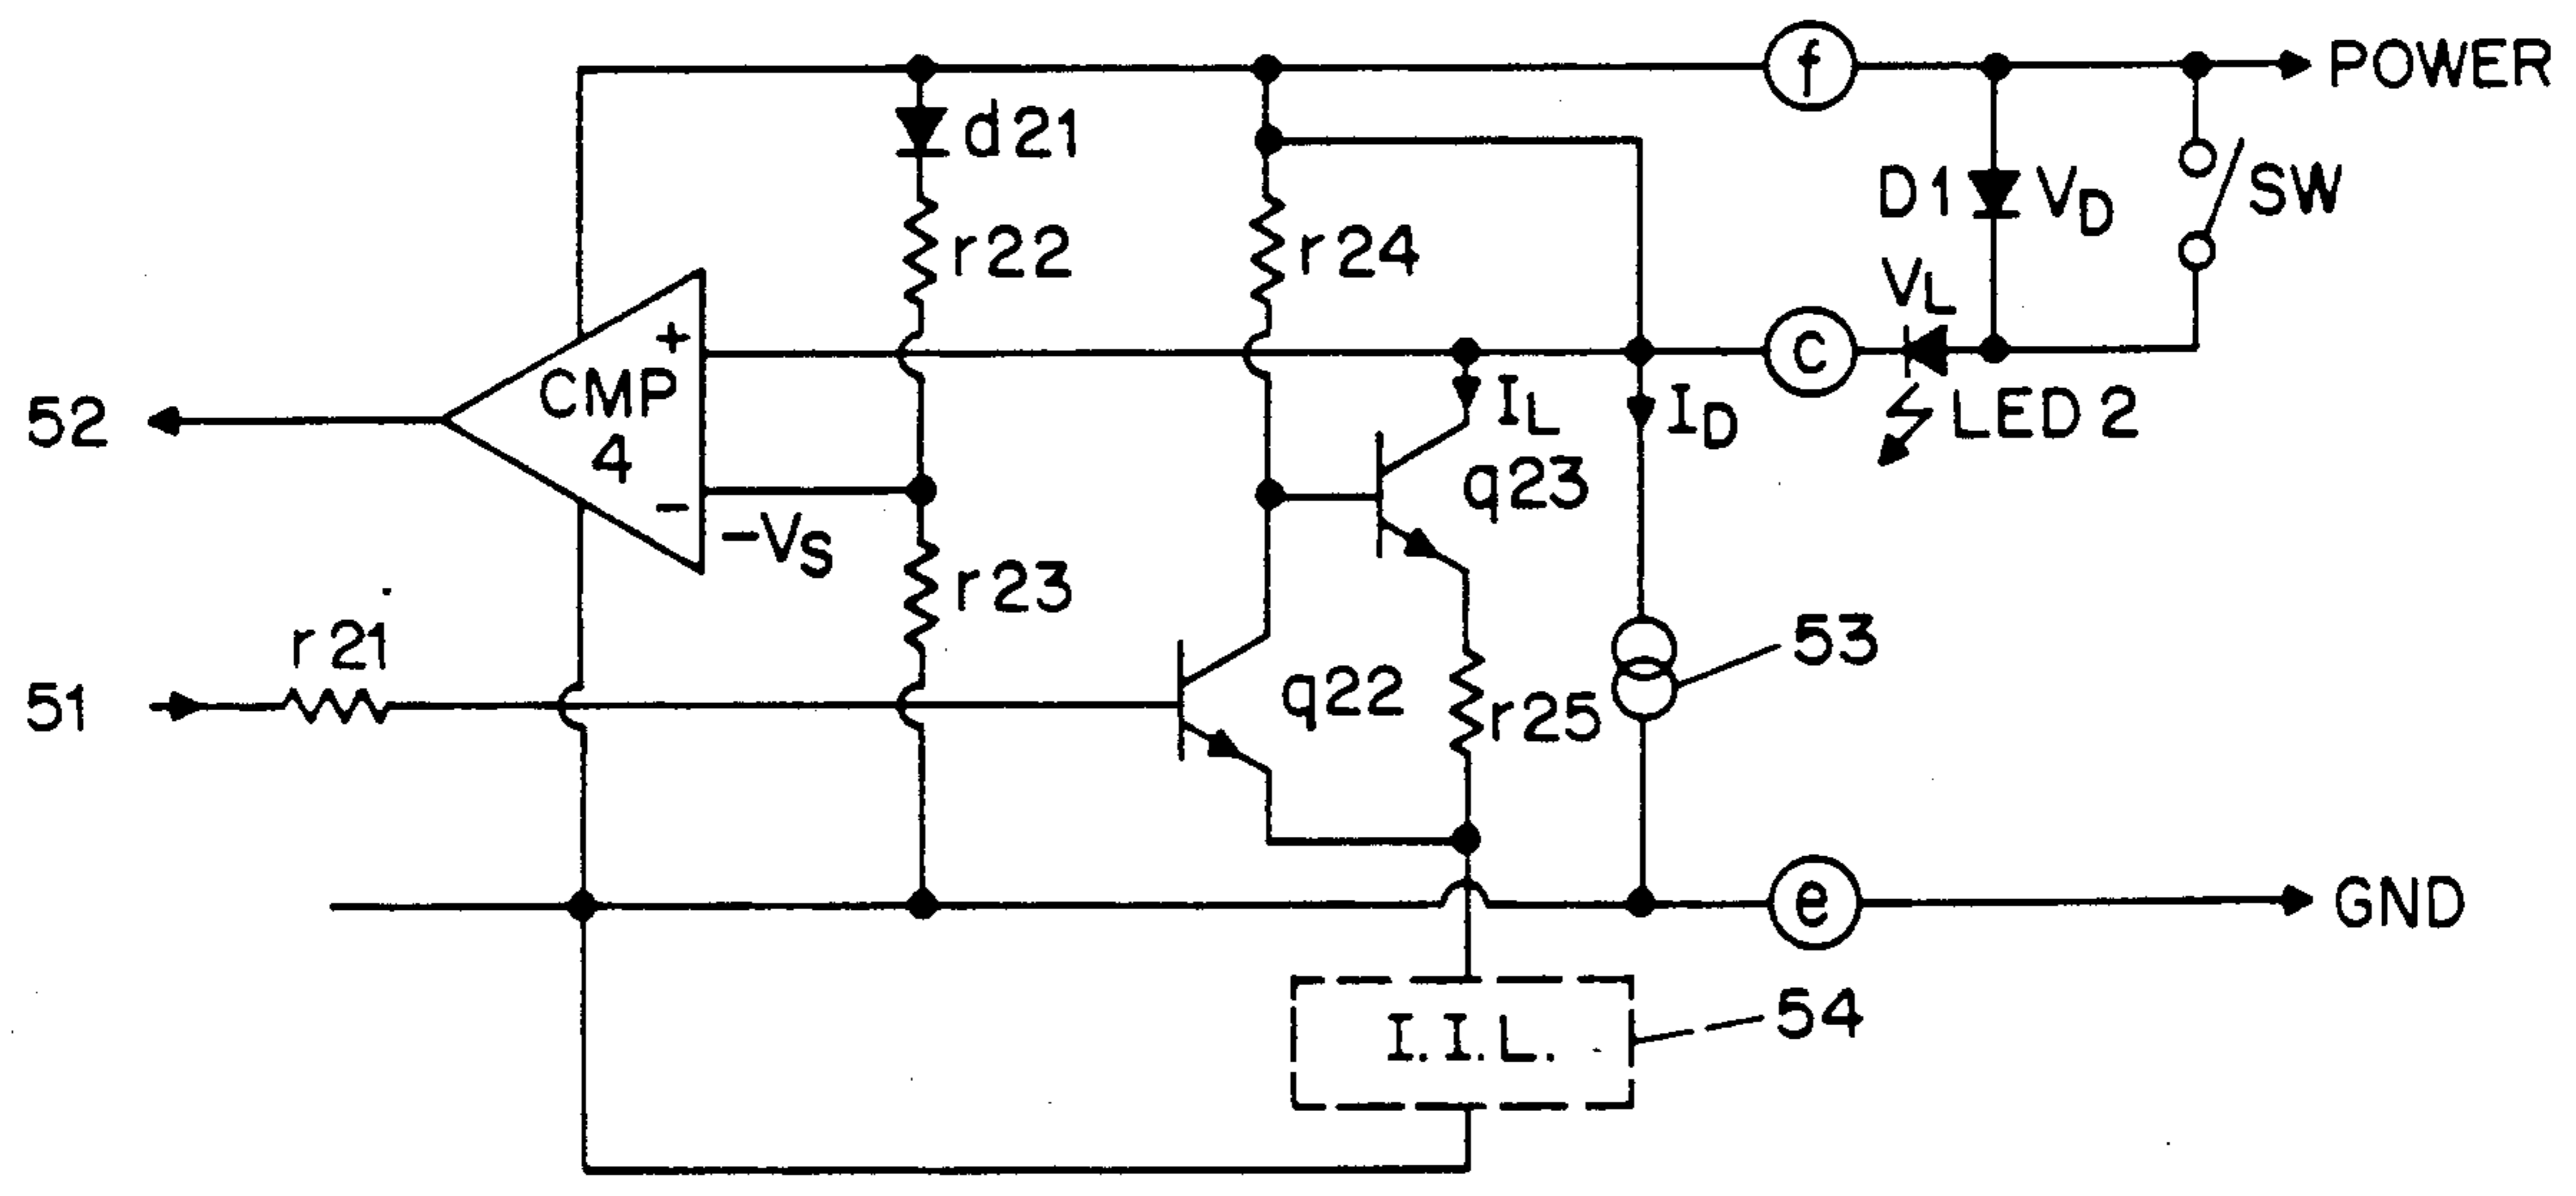 f
POWER
d21
D1
VD
SW
r22
r24
VL
+
CMP
4
C
IL
ID
LED 2
52
q23
−
−VS
r23
r21
53
51
q22
r25
e
GND
I.I.L.
54